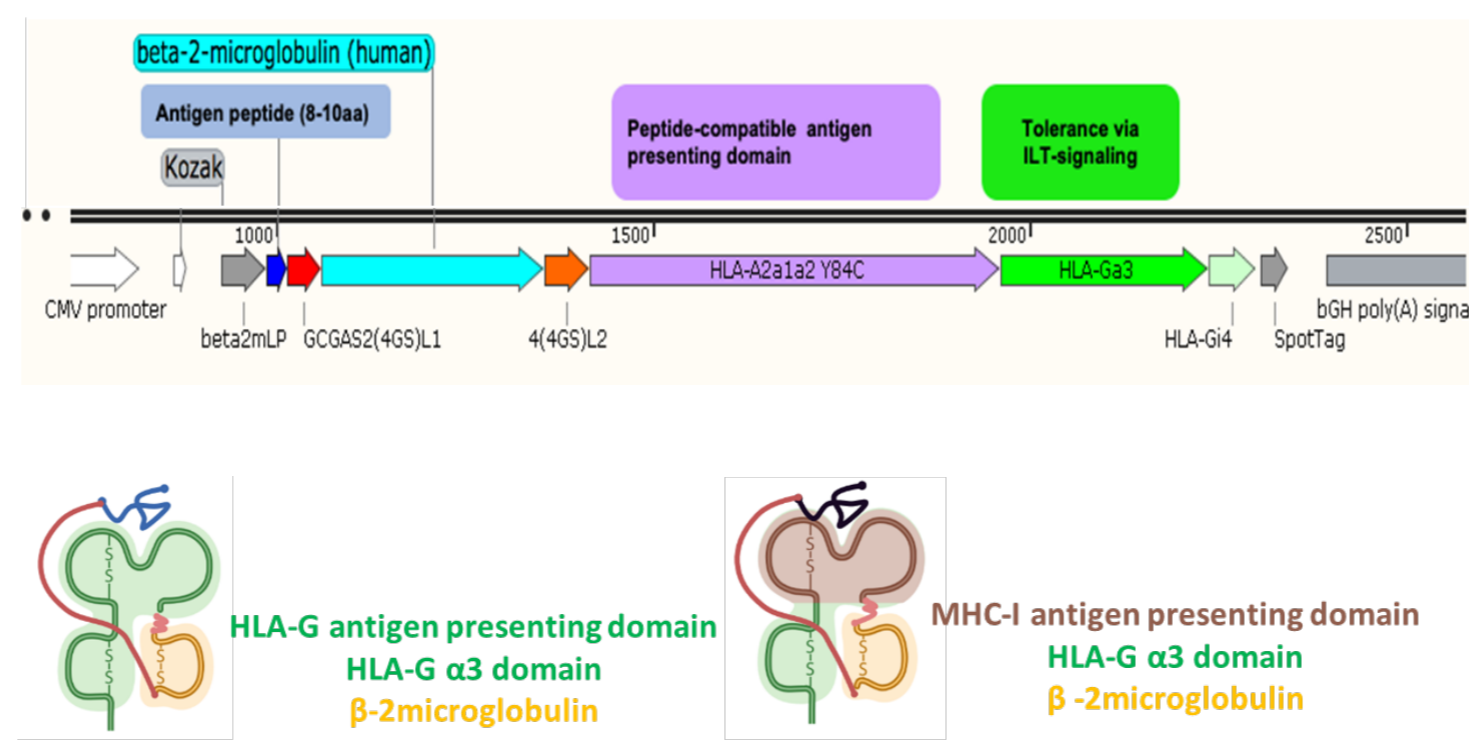 beta-2-microglobulin (human)
Antigen peptide (8-10aa)
Kozak
Peptide-compatible antigen
presenting domain
Tolerance via
ILT-signaling
1000
1500
2000
2500
HLA-A2a1a2 Y84C
HLA-Ga3
CMV promoter
beta2mLP
GCGAS2(4GS)L1
4(4GS)L2
HLA-Gi4
SpotTag
bGH poly(A) signa
S
S
S
S
HLA-G antigen presenting domain
HLA-G α3 domain
β-2microglobulin
S
S
S
S
S
S
S
S
MHC-I antigen presenting domain
HLA-G α3 domain
β -2microglobulin
S
S
S
S